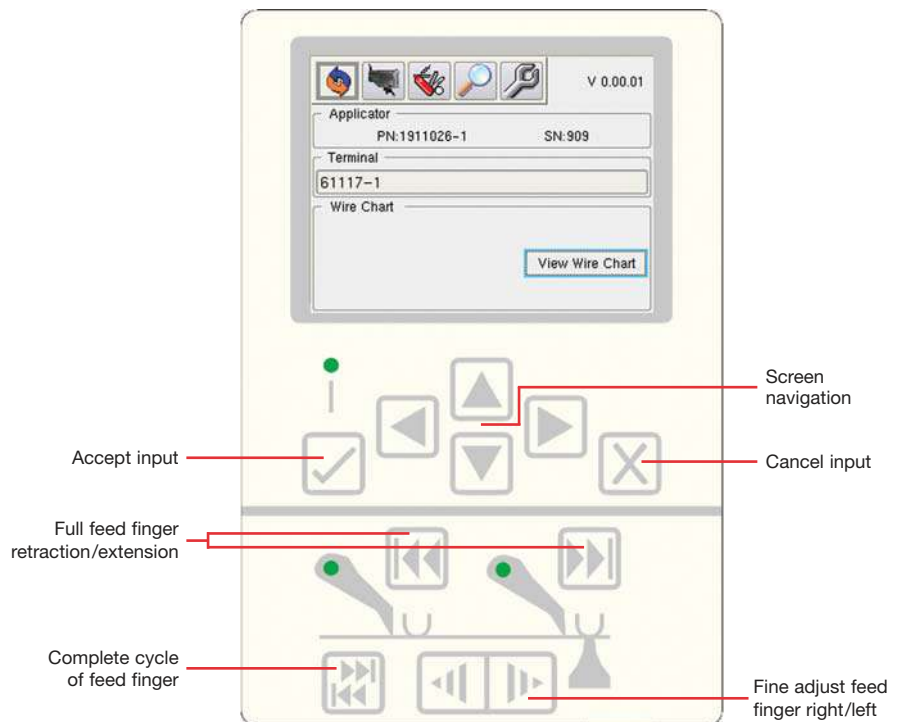 V 0.00.01
Applicator
PN:1911026-1 SN:909
Terminal
61117-1
Wire Chart
View Wire Chart
Screen
navigation
Accept input
Cancel input
Full feed finger
retraction/extension
Complete cycle
of feed finger
Fine adjust feed
finger right/left